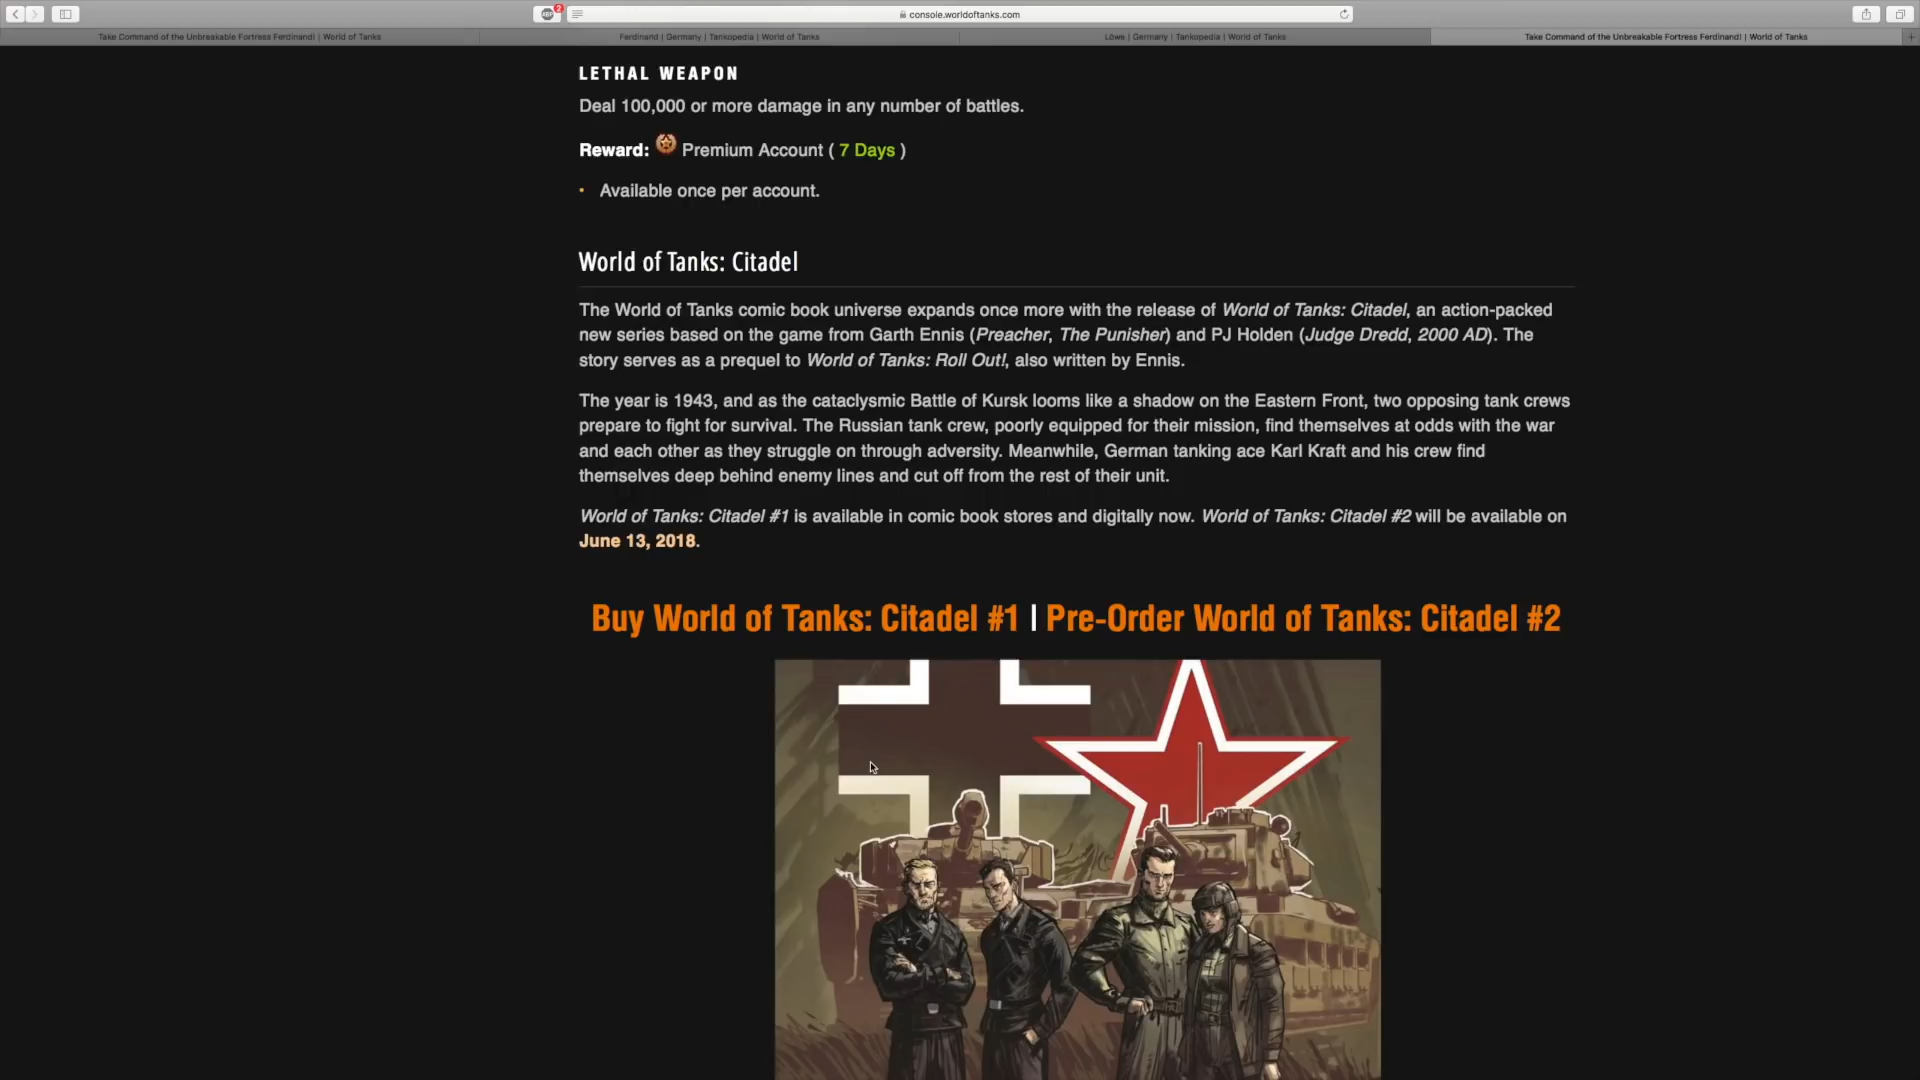 2
console.worldoftanks.com
Take Command of the Unbreakable Fortress Ferdinand! | World of Tanks
Ferdinand | Germany | Tankopedia | World of Tanks
Löwe | Germany | Tankopedia | World of Tanks
Take Command of the Unbreakable Fortress Ferdinand! | World of Tanks
LETHAL WEAPON
Deal 100,000 or more damage in any number of battles.
Reward: Premium Account ( 7 Days )
• Available once per account.
World of Tanks: Citadel
The World of Tanks comic book universe expands once more with the release of World of Tanks: Citadel, an action-packed
new series based on the game from Garth Ennis (Preacher, The Punisher) and PJ Holden (Judge Dredd, 2000 AD). The
story serves as a prequel to World of Tanks: Roll Out!, also written by Ennis.
The year is 1943, and as the cataclysmic Battle of Kursk looms like a shadow on the Eastern Front, two opposing tank crews
prepare to fight for survival. The Russian tank crew, poorly equipped for their mission, find themselves at odds with the war
and each other as they struggle on through adversity. Meanwhile, German tanking ace Karl Kraft and his crew find
themselves deep behind enemy lines and cut off from the rest of their unit.
World of Tanks: Citadel #1 is available in comic book stores and digitally now. World of Tanks: Citadel #2 will be available on
June 13, 2018.
Buy World of Tanks: Citadel #1 | Pre-Order World of Tanks: Citadel #2